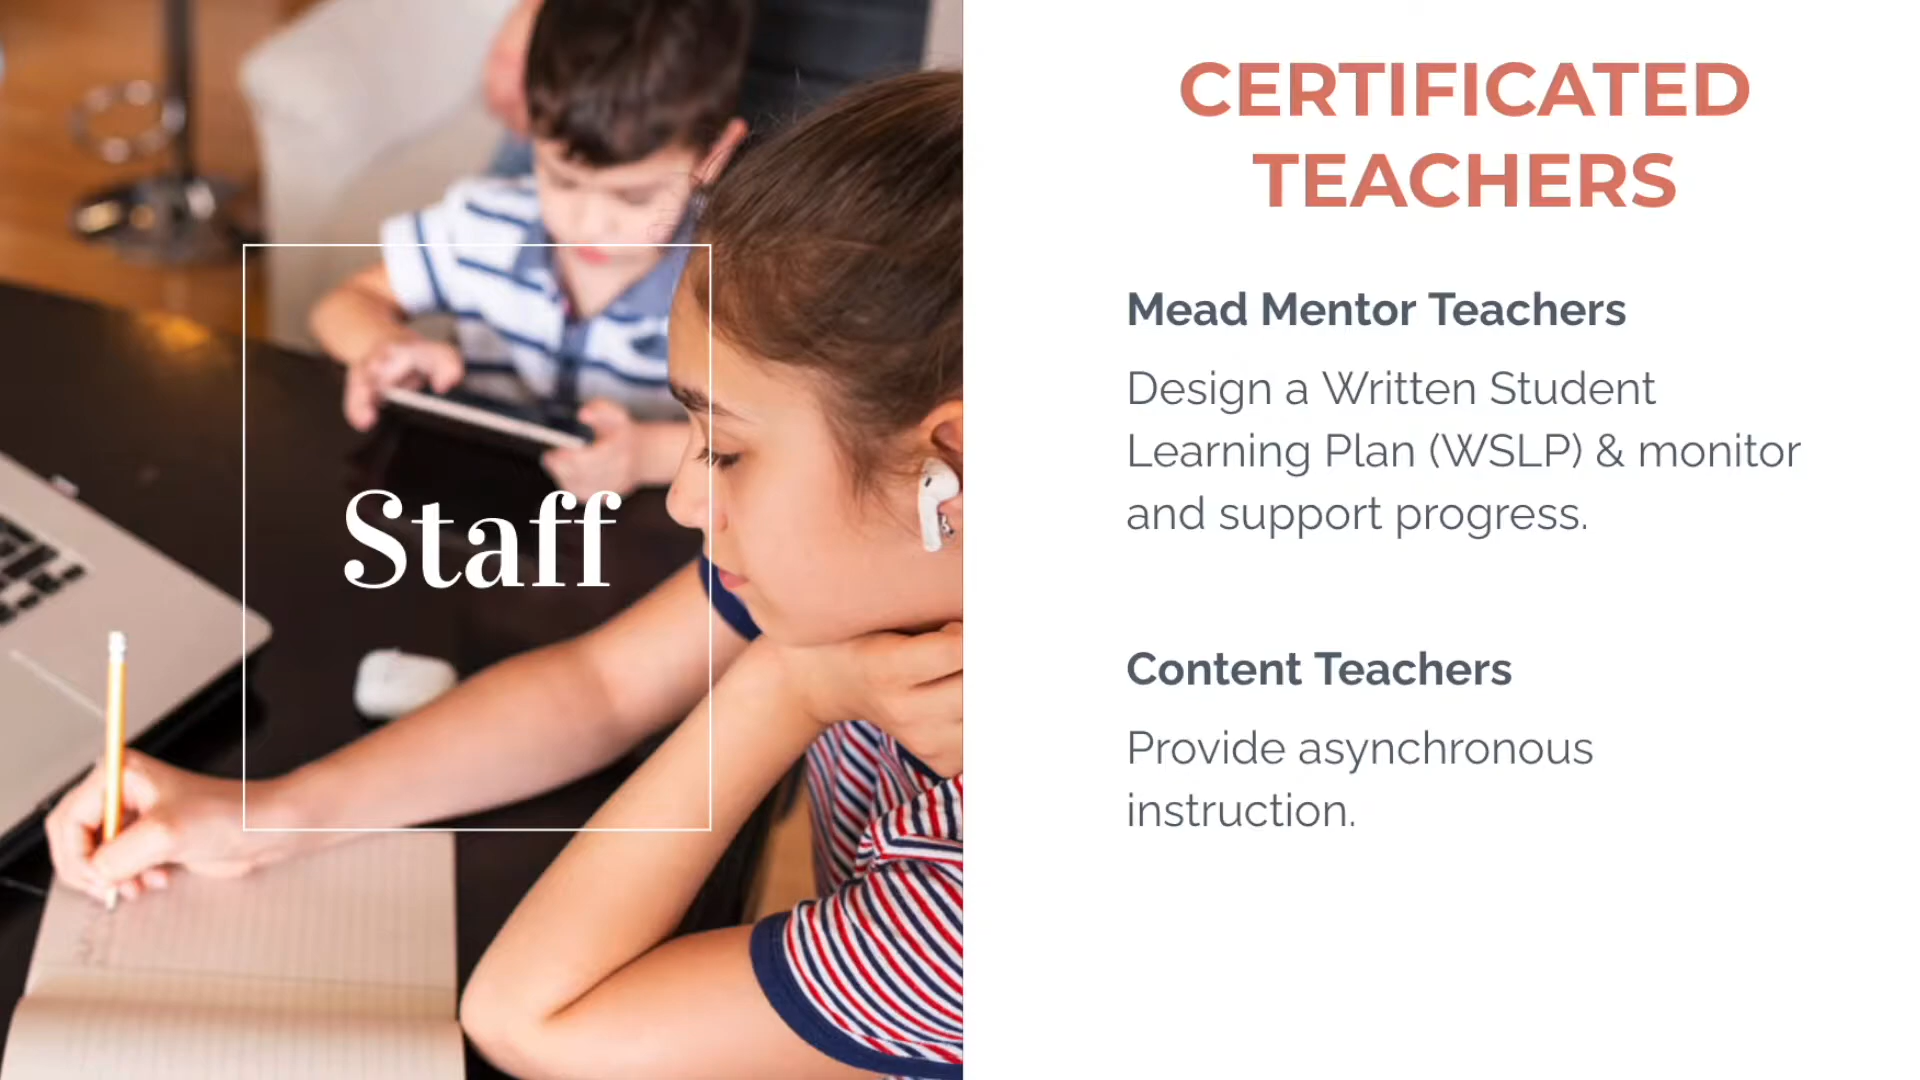 Staff
CERTIFICATED
TEACHERS
Mead Mentor Teachers
Design a Written Student
Learning Plan (WSLP) & monitor
and support progress.
Content Teachers
Provide asynchronous
instruction.